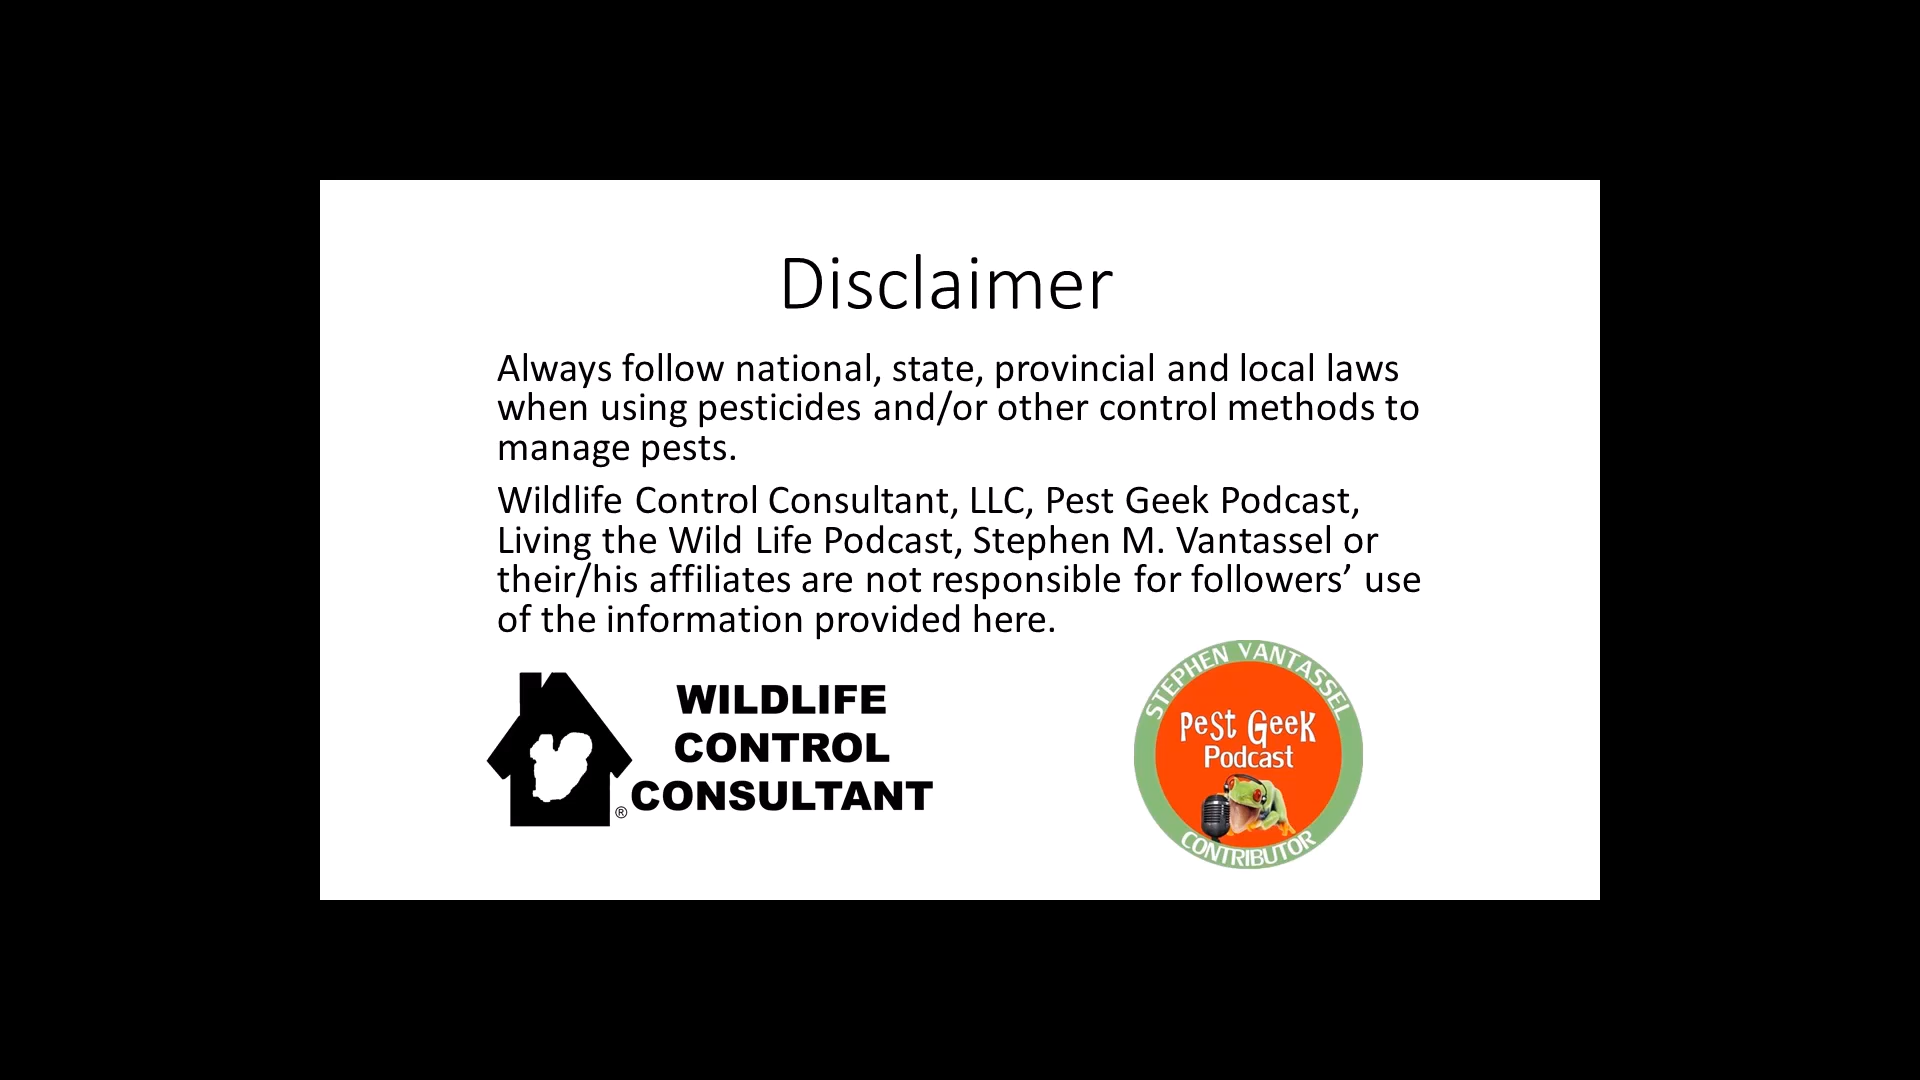 Disclaimer
Always follow national, state, provincial and local laws
when using pesticides and/or other control methods to
manage pests.
Wildlife Control Consultant, LLC, Pest Geek Podcast,
Living the Wild Life Podcast, Stephen M. Vantassel or
their/his affiliates are not responsible for followers’ use
of the information provided here.
WILDLIFE
CONTROL
®CONSULTANT
STEPHEN VANTASSEL
PeSt GeeK
Podcast
CONTRIBUTOR